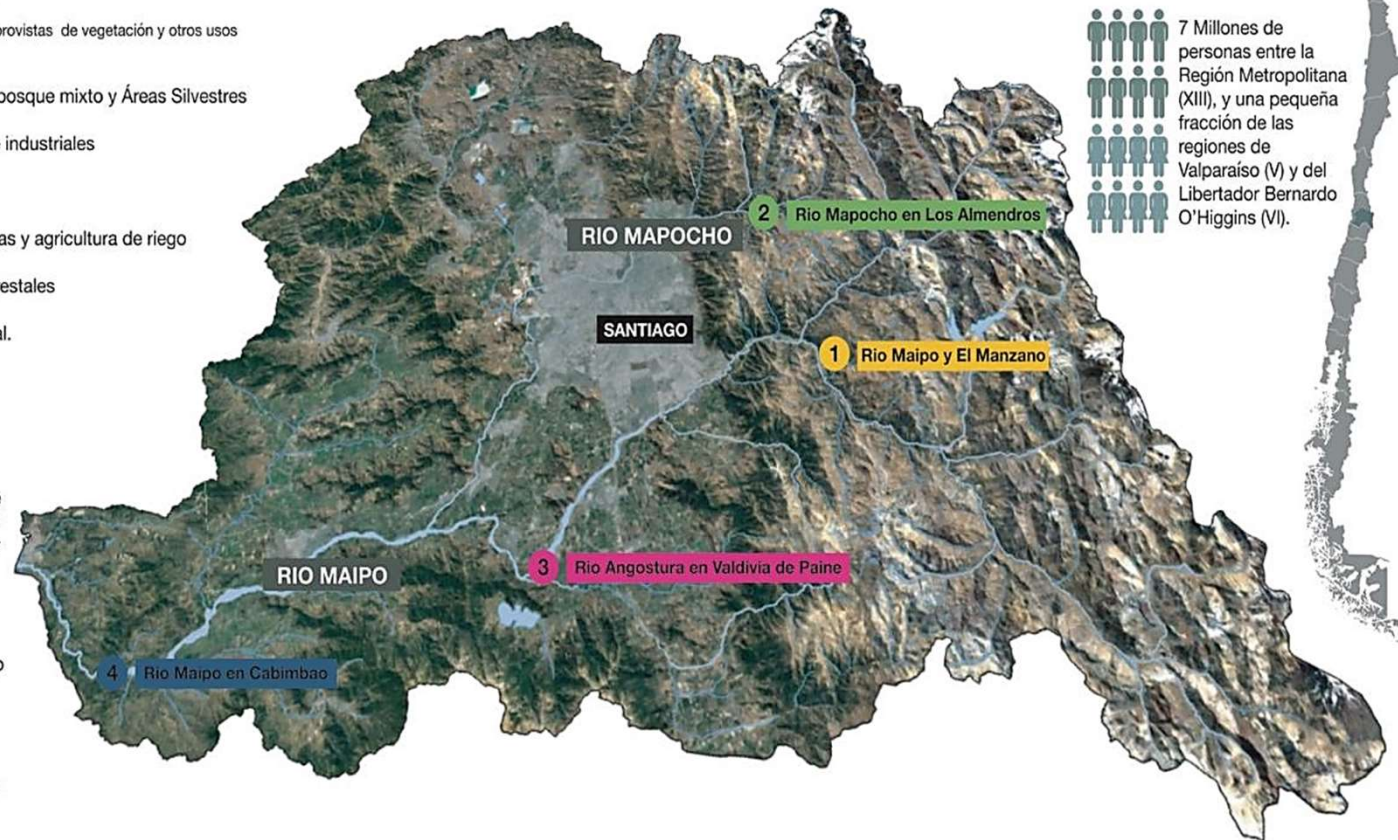 provistas de vegetación y otros usos
bosque mixto y Áreas Silvestres
industriales
as y agricultura de riego
estales
al.
7 Millones de
personas entre la
Región Metropolitana
(XIII), y una pequeña
fracción de las
regiones de
Valparaíso (V) y del
Libertador Bernardo
O'Higgins (VI).
2 Rio Mapocho en Los Almendros
RIO MAPOCHO
SANTIAGO
1 Rio Maipo y El Manzano
3 Rio Angostura en Valdivia de Paine
RIO MAIPO
4 Rio Maipo en Cabimbao